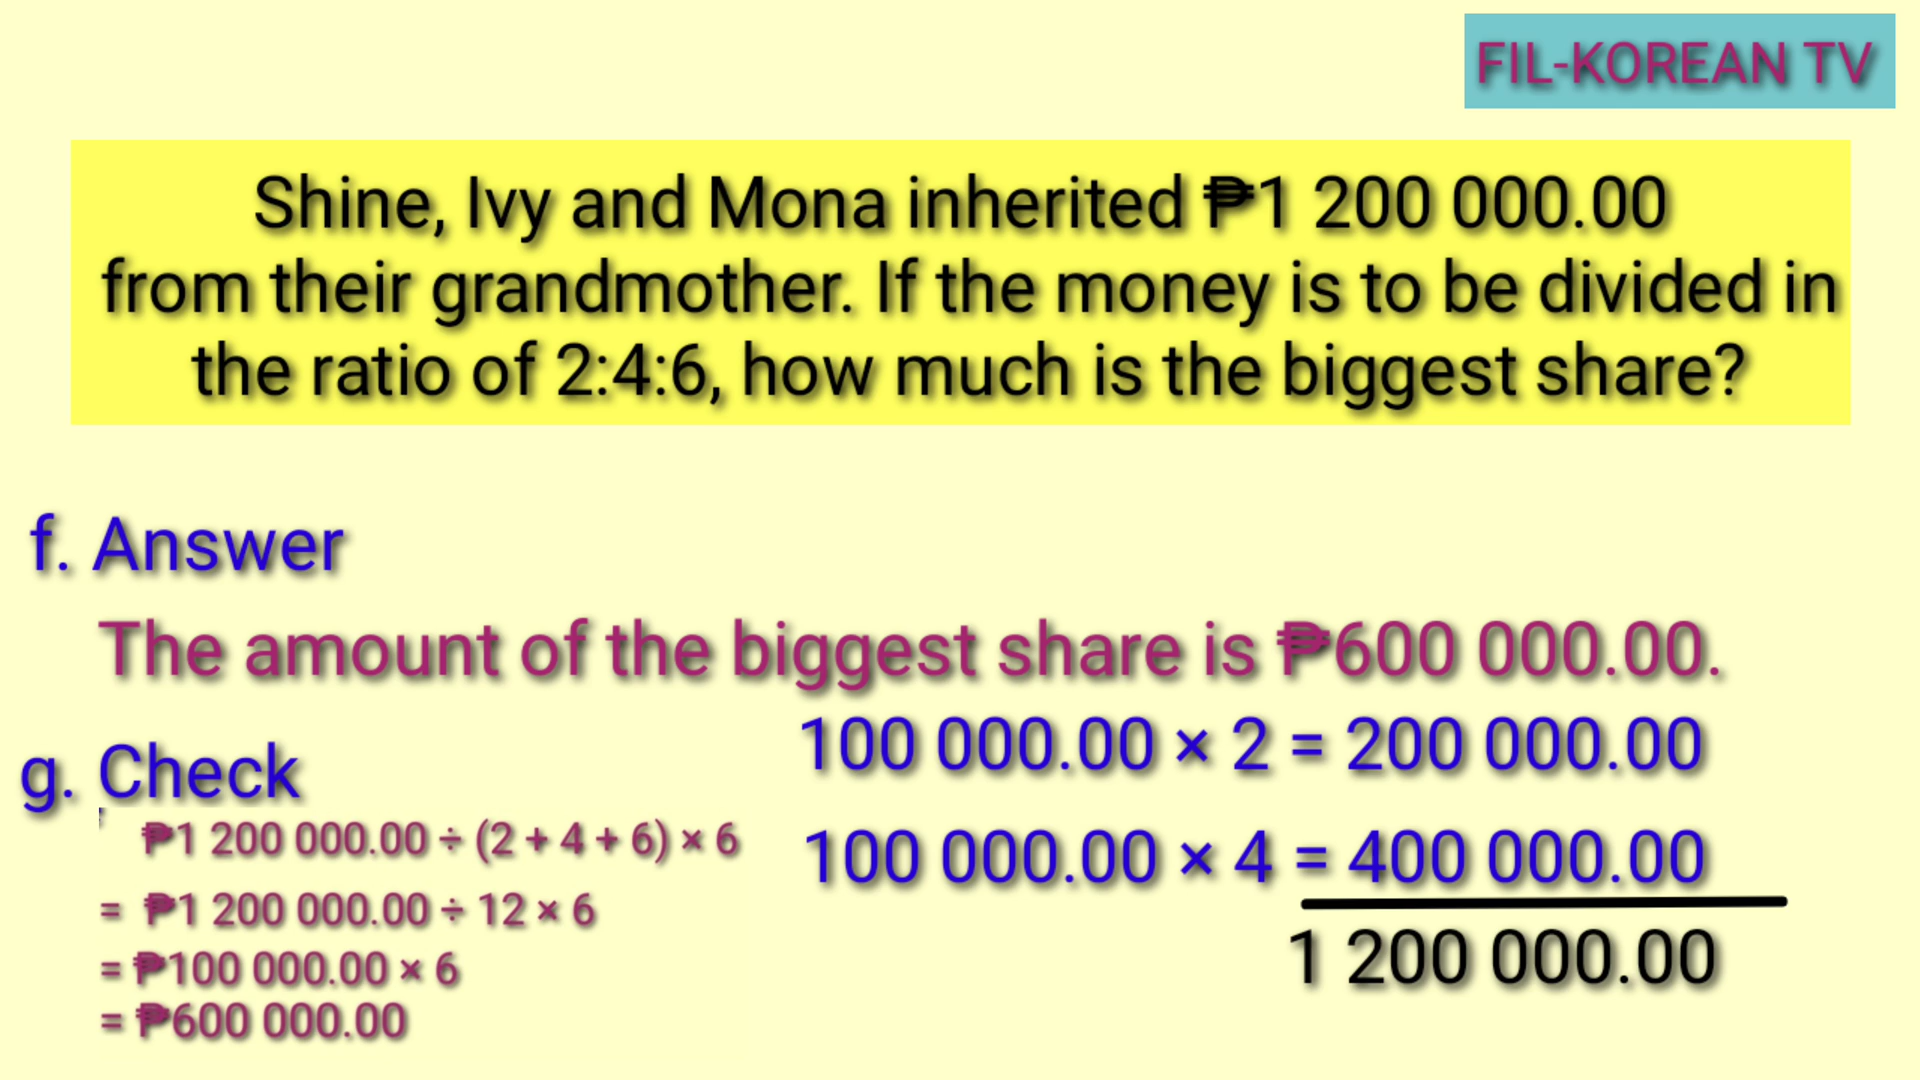 FIL-KOREAN TV
Shine, Ivy and Mona inherited ₱1 200 000.00
from their grandmother. If the money is to be divided in
the ratio of 2:4:6, how much is the biggest share?
f. Answer
The amount of the biggest share is ₱600 000.00.
g. Check
₱1 200 000.00 ÷ (2 + 4 + 6) × 6
= ₱1 200 000.00 ÷ 12 × 6
= ₱100 000.00 × 6
= ₱600 000.00
100 000.00 × 2 = 200 000.00
100 000.00 × 4 = 400 000.00
1 200 000.00